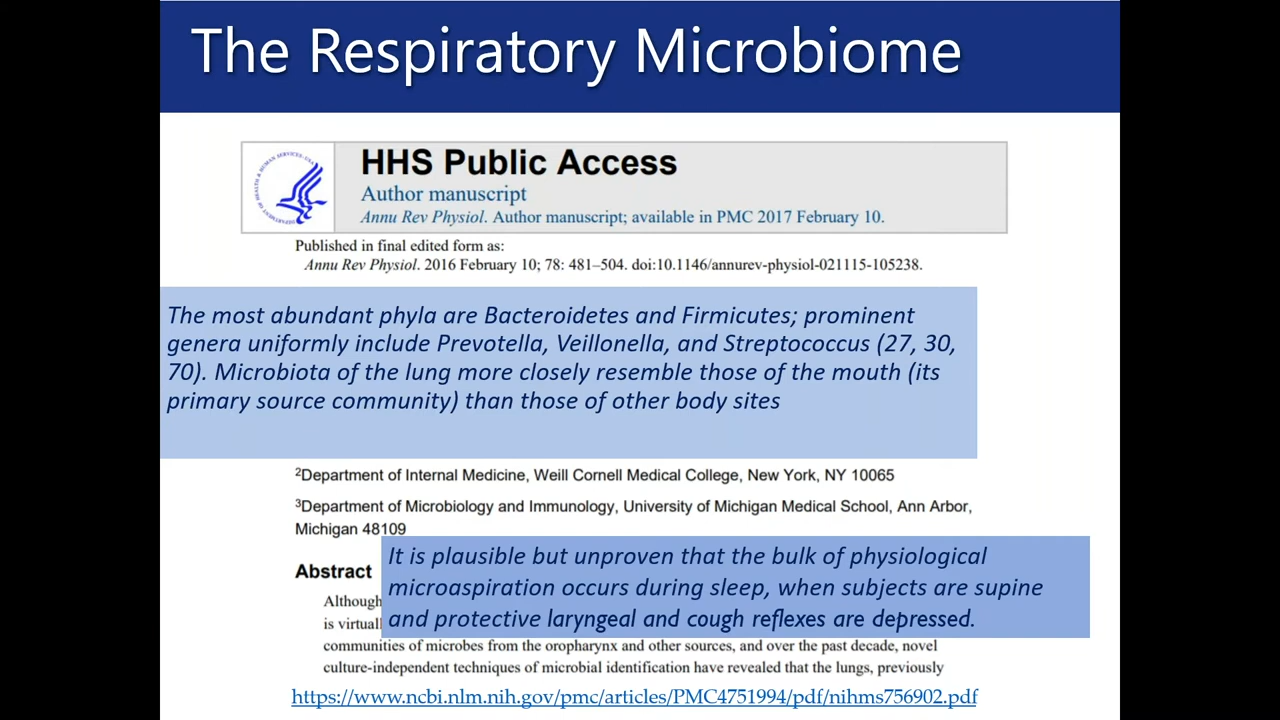 The Respiratory Microbiome
HHS Public Access
Author manuscript
Annu Rev Physiol. Author manuscript; available in PMC 2017 February 10.
Published in final edited form as:
Annu Rev Physiol. 2016 February 10; 78: 481–504. doi:10.1146/annurev-physiol-021115-105238.
The most abundant phyla are Bacteroidetes and Firmicutes; prominent
genera uniformly include Prevotella, Veillonella, and Streptococcus (27, 30,
70). Microbiota of the lung more closely resemble those of the mouth (its
primary source community) than those of other body sites
2Department of Internal Medicine, Weill Cornell Medical College, New York, NY 10065
3Department of Microbiology and Immunology, University of Michigan Medical School, Ann Arbor,
Michigan 48109
It is plausible but unproven that the bulk of physiological
microaspiration occurs during sleep, when subjects are supine
and protective laryngeal and cough reflexes are depressed.
Abstract
Although
is virtual
communities of microbes from the oropharynx and other sources, and over the past decade, novel
culture-independent techniques of microbial identification have revealed that the lungs, previously
https://www.ncbi.nlm.nih.gov/pmc/articles/PMC4751994/pdf/nihms756902.pdf